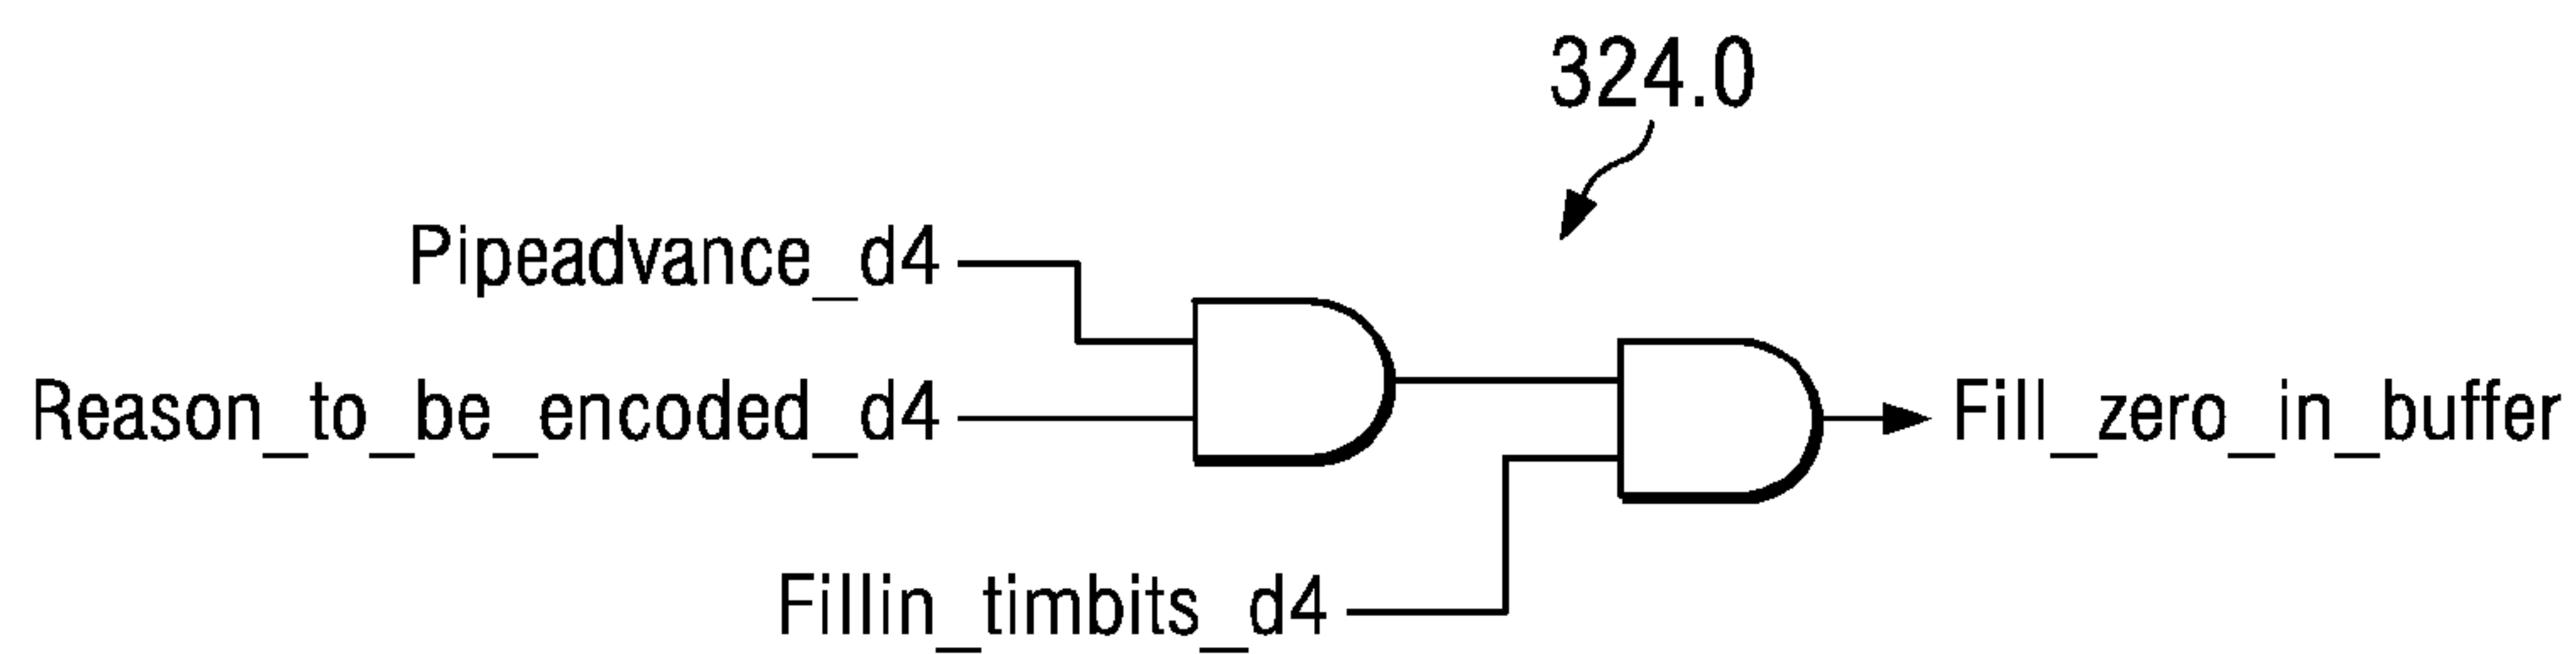 324.0
Pipeadvance_d4
Reason_to_be_encoded_d4
Fill_zero_in_buffer
Fillin_timbits_d4